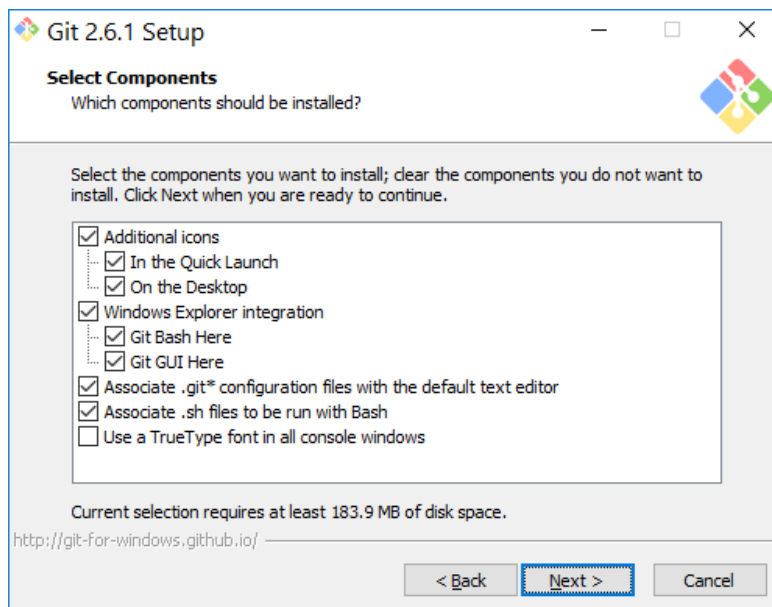 Git 2.6.1 Setup
Select Components
Which components should be installed?
Select the components you want to install; clear the components you do not want to
install. Click Next when you are ready to continue.
Additional icons
In the Quick Launch
On the Desktop
Windows Explorer integration
Git Bash Here
Git GUI Here
Associate .git* configuration files with the default text editor
Associate .sh files to be run with Bash
Use a TrueType font in all console windows
Current selection requires at least 183.9 MB of disk space.
http://git-for-windows.github.io/
< Back Next > Cancel